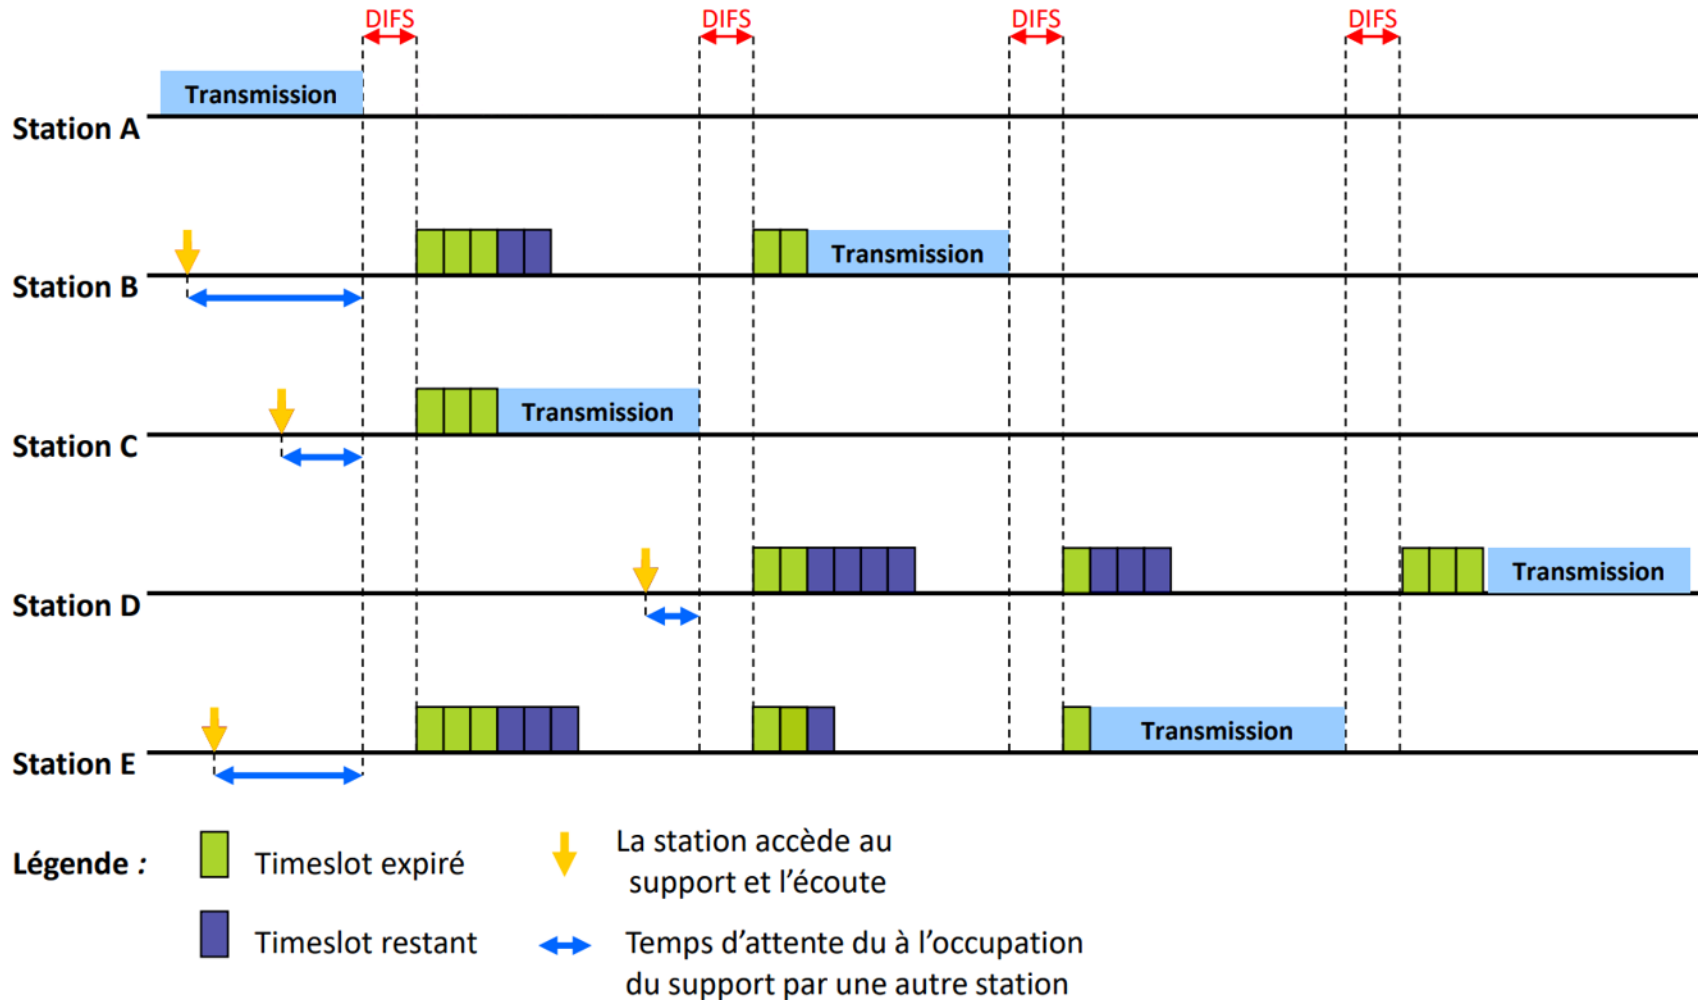 DIFS DIFS DIFS DIFS
Transmission
Station A
Transmission
Station B
Transmission
Station C
Transmission
Station D
Transmission
Station E
Légende :
Timeslot expiré
La station accède au
support et l'écoute
Timeslot restant
Temps d'attente du à l'occupation
du support par une autre station